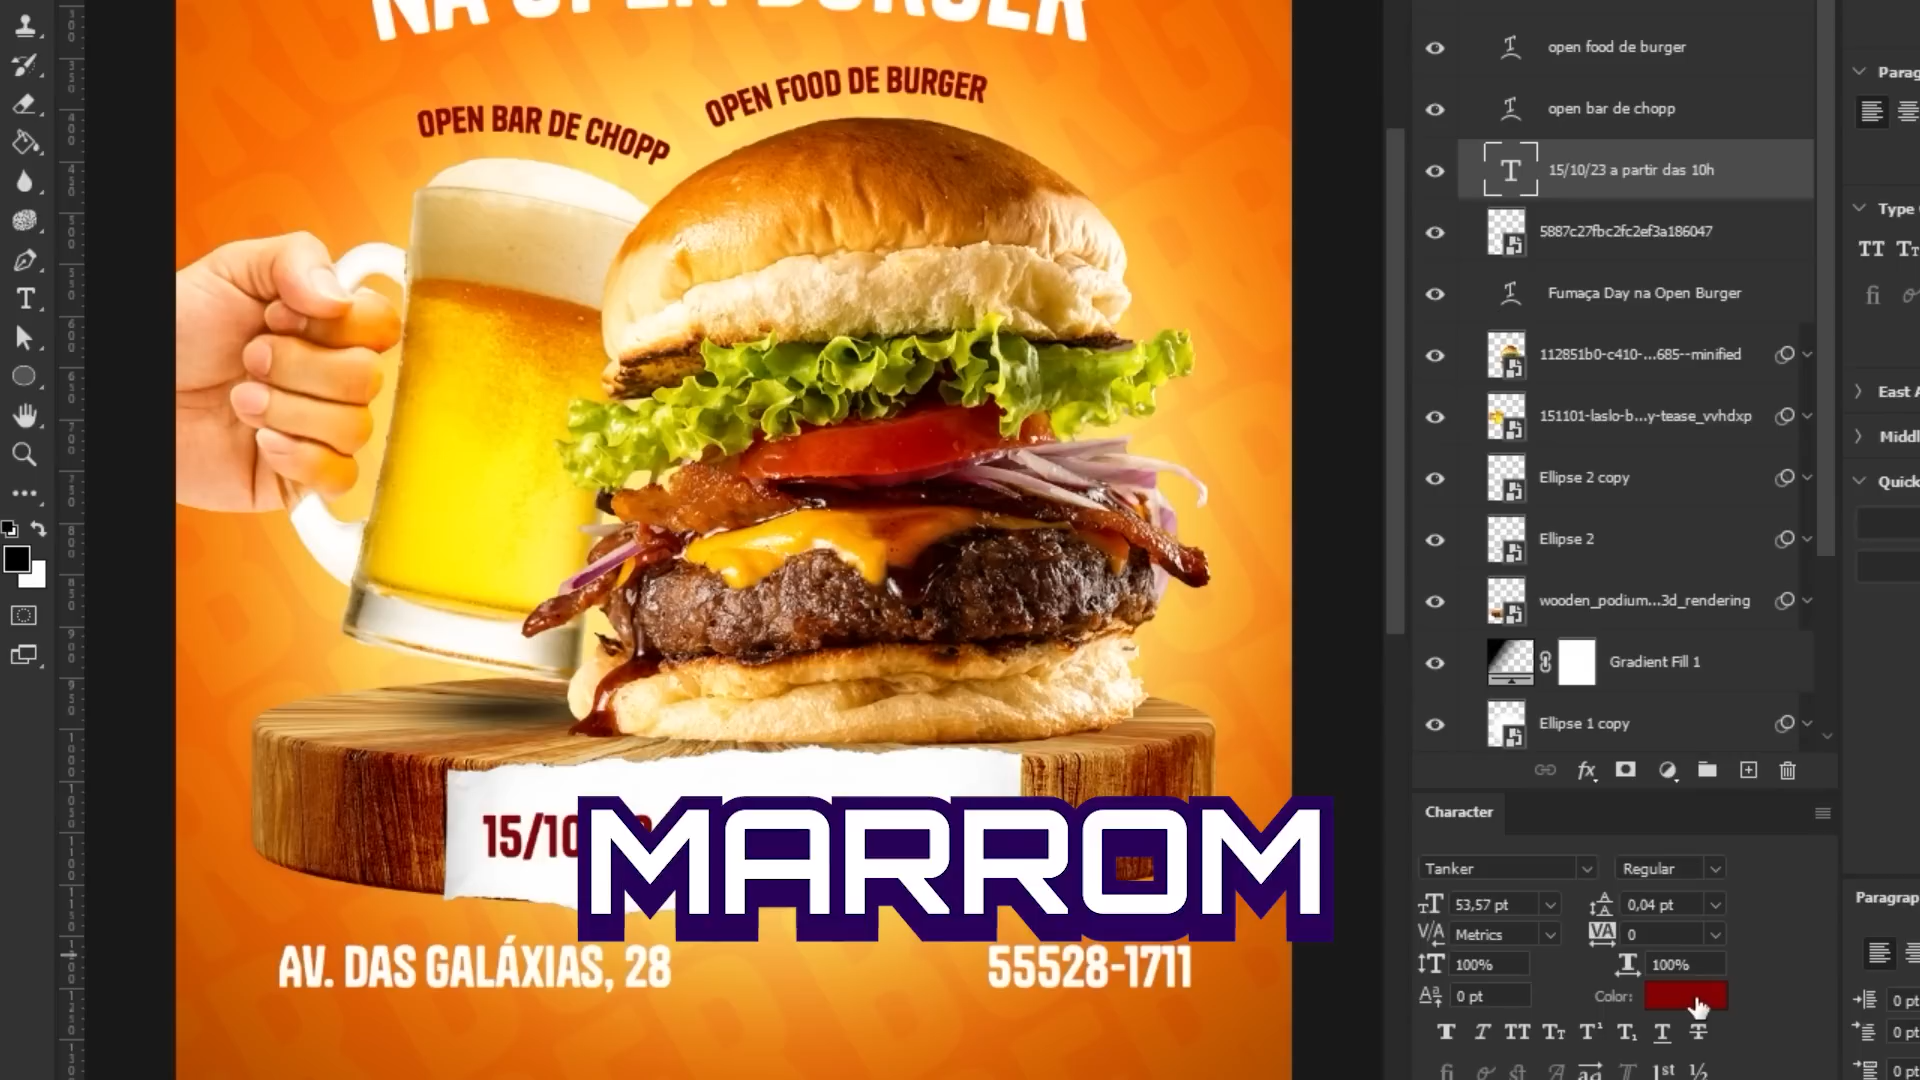 NA OPEN BURGER
OPEN BAR DE CHOPP
OPEN FOOD DE BURGER
15/10
MARROM
AV. DAS GALÁXIAS, 28
55528-1711
open food de burger
open bar de chopp
15/10/23 a partir das 10h
5887c27fbc2fc2ef3a186047
Fumaça Day na Open Burger
112851b0-c410-...685--minified
151101-laslo-b...y-tease_vvhdxp
Ellipse 2 copy
Ellipse 2
wooden_podium...3d_rendering
Gradient Fill 1
Ellipse 1 copy
Character
Tanker
Regular
53,57 pt
0,04 pt
Metrics
0
100%
100%
0 pt
Color:
Parag
Type
East A
Middl
Quick
Paragrap
0 pt
0 pt
0 pt